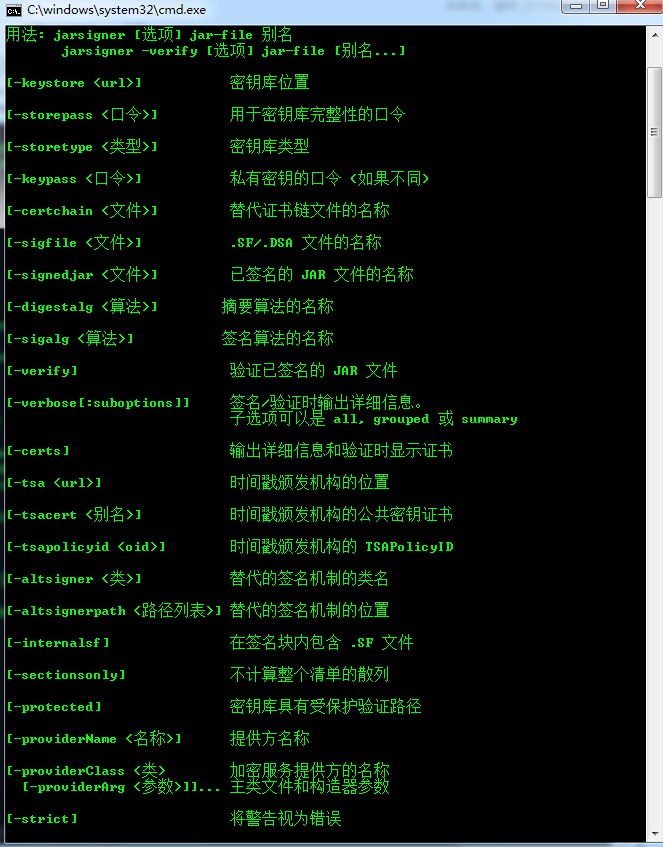 C:\windows\system32\cmd.exe
用法: jarsigner [选项] jar-file 别名
jarsigner -verify [选项] jar-file [别名...]
[-keystore <url>] 密钥库位置
[-storepass <口令>] 用于密钥库完整性的口令
[-storetype <类型>] 密钥库类型
[-keypass <口令>] 私有密钥的口令 (如果不同)
[-certchain <文件>] 替代证书链文件的名称
[-sigfile <文件>] .SF/.DSA 文件的名称
[-signedjar <文件>] 已签名的 JAR 文件的名称
[-digestalg <算法>] 摘要算法的名称
[-sigalg <算法>] 签名算法的名称
[-verify] 验证已签名的 JAR 文件
[-verbose[:suboptions]] 签名/验证时输出详细信息。
子选项可以是 all, grouped 或 summary
[-certs] 输出详细信息和验证时显示证书
[-tsa <url>] 时间戳颁发机构的位置
[-tsacert <别名>] 时间戳颁发机构的公共密钥证书
[-tsapolicyid <oid>] 时间戳颁发机构的 TSAPolicyID
[-altsigner <类>] 替代的签名机制的类名
[-altsignerpath <路径列表>] 替代的签名机制的位置
[-internalsf] 在签名块内包含 .SF 文件
[-sectionsonly] 不计算整个清单的散列
[-protected] 密钥库具有受保护验证路径
[-providerName <名称>] 提供方名称
[-providerClass <类> 加密服务提供方的名称
[-providerArg <参数>]]... 主类文件和构造器参数
[-strict] 将警告视为错误